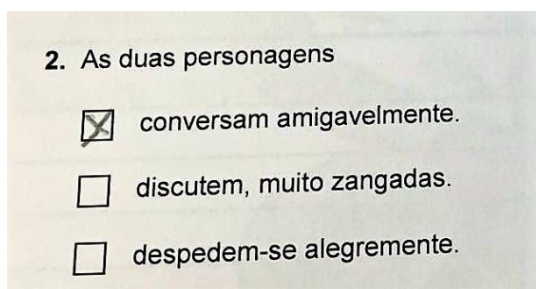 2. As duas personagens
conversam amigavelmente.
discutem, muito zangadas.
despedem-se alegremente.